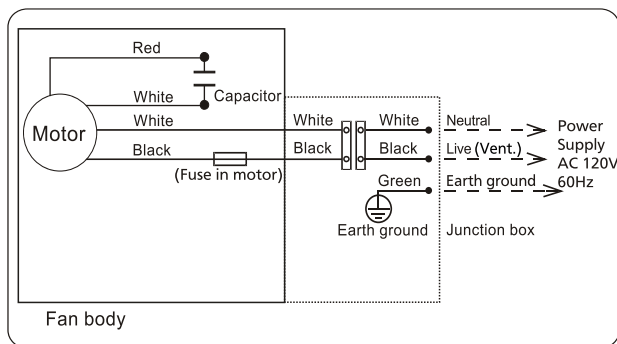 Red
White
Capacitor
White
White
White
Neutral
Power
Supply
AC 120V
60Hz
Motor
Black
Black
Black
Live (Vent.)
(Fuse in motor)
Green
Earth ground
Earth ground
Junction box
Fan body